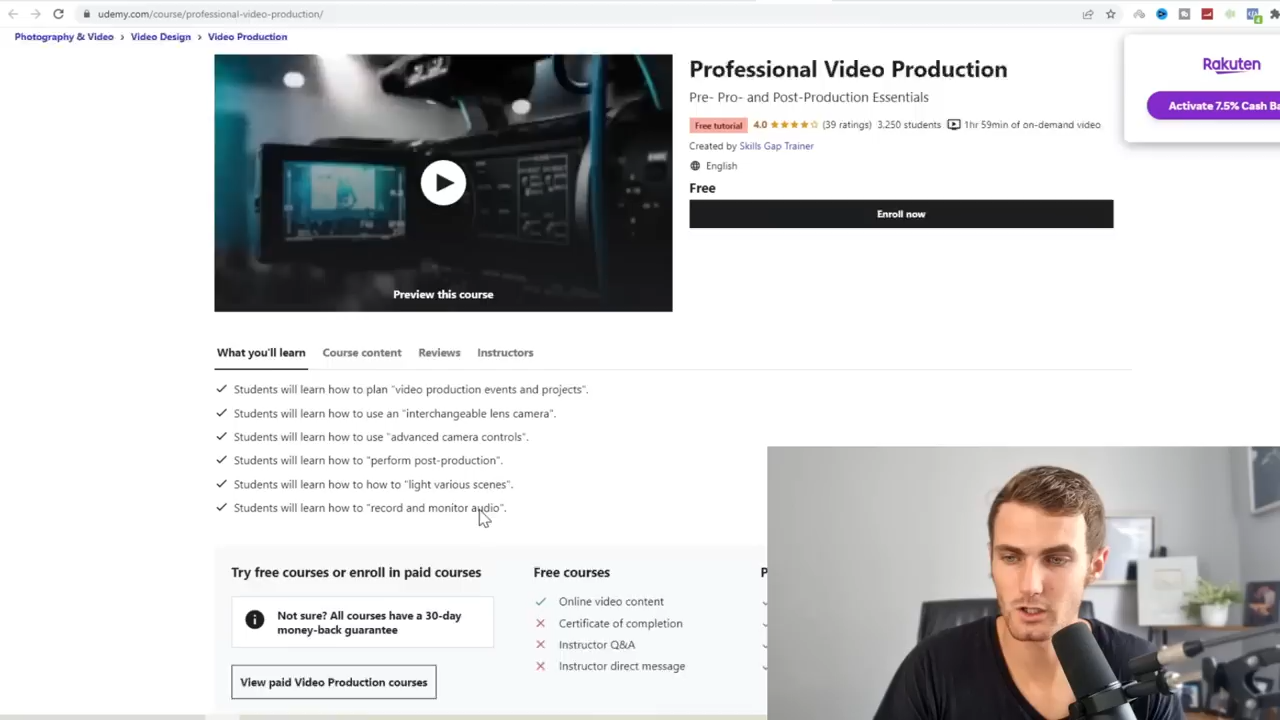 udemy.com/course/professional-video-production/
Photography & Video > Video Design > Video Production
Preview this course
Professional Video Production
Pre- Pro- and Post-Production Essentials
Free tutorial 4.0 (39 ratings) 3,250 students 1hr 59min of on-demand video
Created by Skills Gap Trainer
English
Free
Enroll now
Rakuten
Activate 7.5% Cash Ba
What you'll learn Course content Reviews Instructors
Students will learn how to plan "video production events and projects".
Students will learn how to use an "interchangeable lens camera".
Students will learn how to use "advanced camera controls".
Students will learn how to "perform post-production".
Students will learn how to how to "light various scenes".
Students will learn how to "record and monitor audio".
Try free courses or enroll in paid courses
Not sure? All courses have a 30-day
money-back guarantee
View paid Video Production courses
Free courses
Online video content
Certificate of completion
Instructor Q&A
Instructor direct message
P